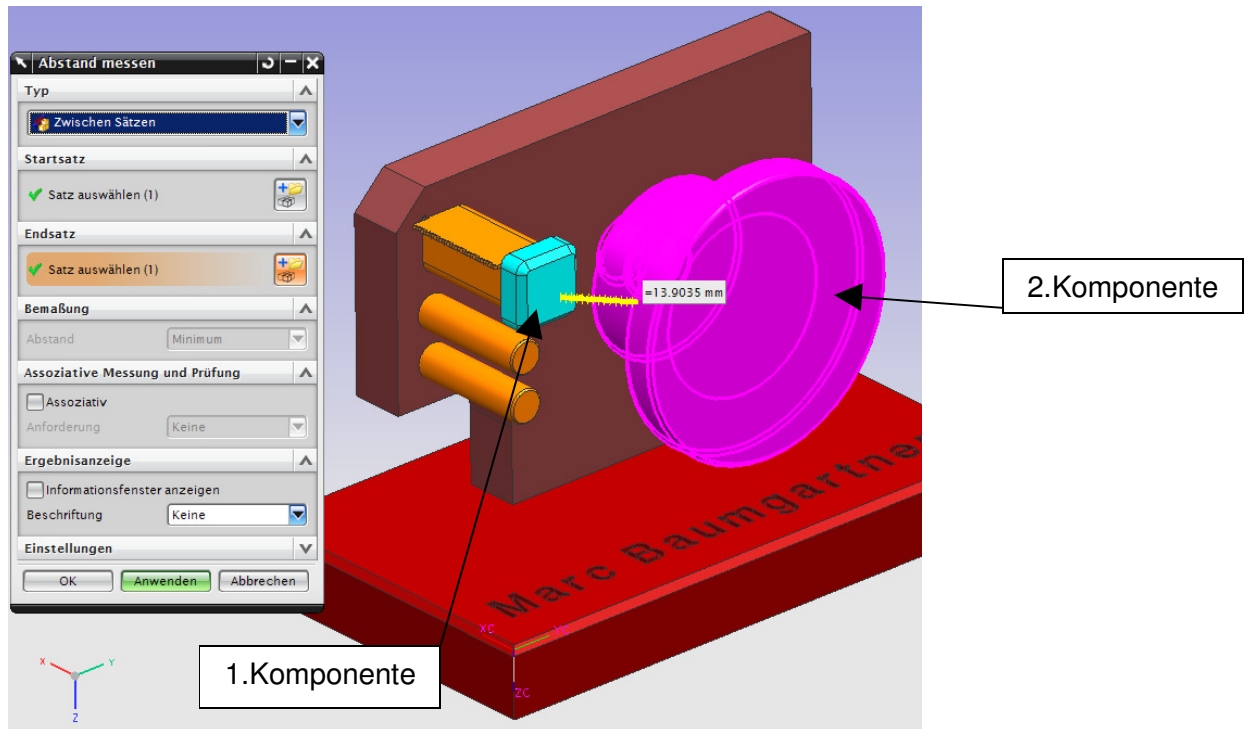 Abstand messen
Typ
Zwischen Sätzen
Startsatz
Satz auswählen (1)
Endsatz
Satz auswählen (1)
Bemaßung
Abstand Minimum
Assoziative Messung und Prüfung
Assoziativ
Anforderung Keine
Ergebnisanzeige
Informationsfenster anzeigen
Beschriftung Keine
Einstellungen
OK Anwenden Abbrechen
=13.9035 mm
2.Komponente
Marc Baumgartner
XC YC
ZC
1.Komponente
X Y
Z